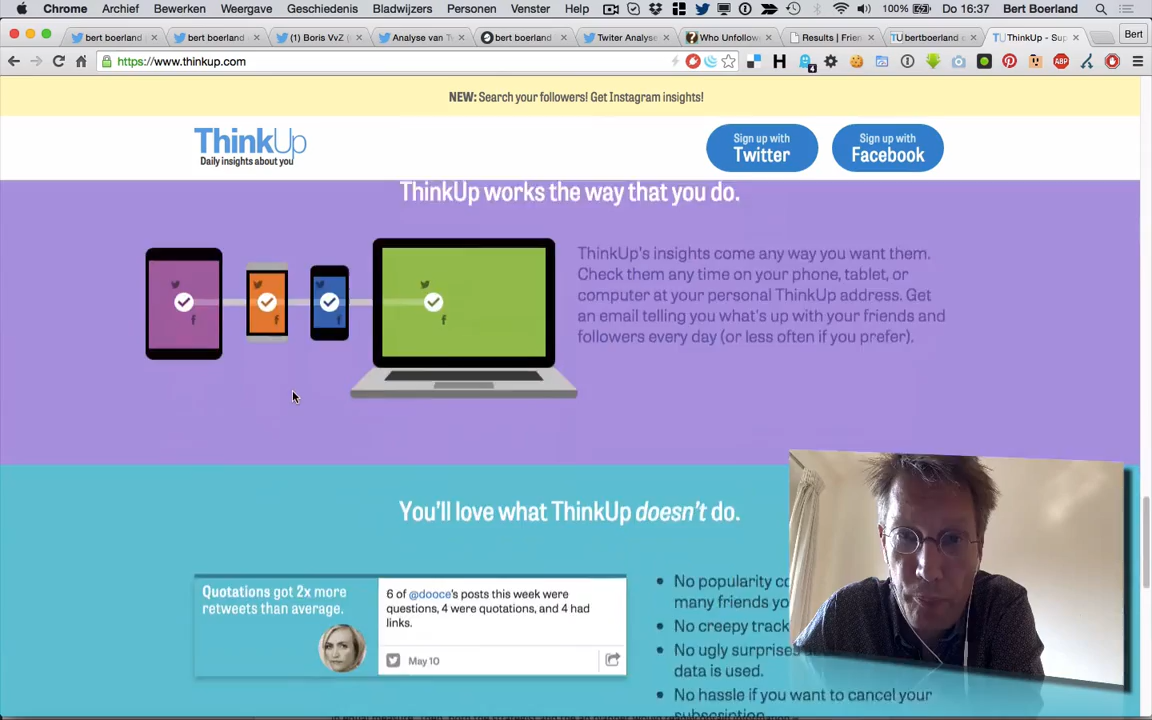 Chrome Archief Bewerken Weergave Geschiedenis Bladwijzers Personen Venster Help 100% Do 16:37 Bert Boerland
bert boerland (1) Boris VvZ Analyse van Tw bert boerland Twiter Analyse Who Unfollow Results | Frien bertboerland ThinkUp - Sup Bert
https://www.thinkup.com
NEW: Search your followers! Get Instagram insights!
ThinkUp
Daily insights about you
Sign up with
Twitter
Sign up with
Facebook
ThinkUp works the way that you do.
ThinkUp's insights come any way you want them.
Check them any time on your phone, tablet, or
computer at your personal ThinkUp address. Get
an email telling you what's up with your friends and
followers every day (or less often if you prefer).
You'll love what ThinkUp doesn't do.
Quotations got 2x more
retweets than average.
6 of @dooce's posts this week were
questions, 4 were quotations, and 4 had
links.
May 10
No popularity
many friends
No creepy
No ugly surprises
data is used.
No hassle if you want to cancel your
subscription